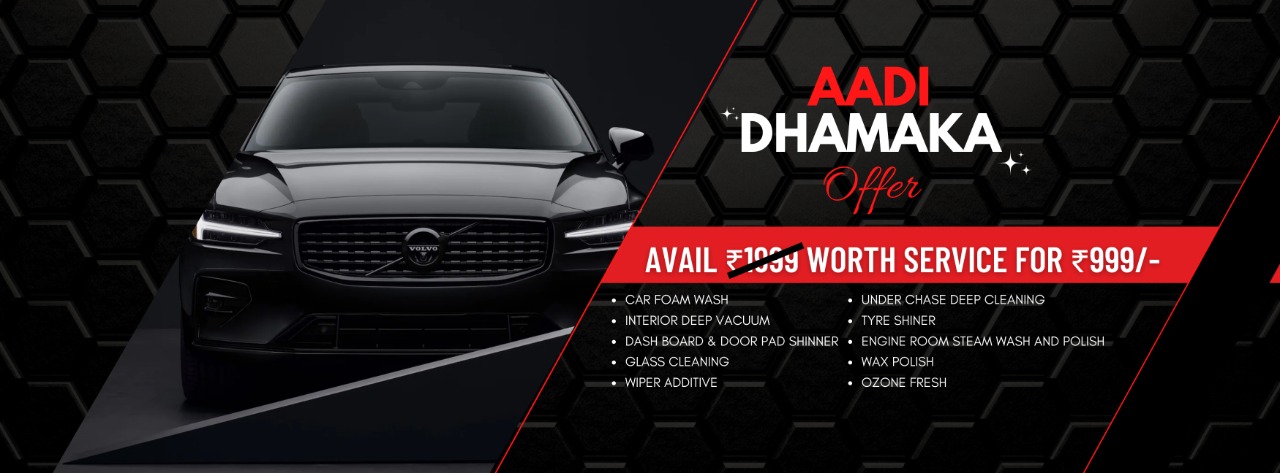 VOLVO
AADI
DHAMAKA
Offer
AVAIL ₹1999 WORTH SERVICE FOR ₹999/-
CAR FOAM WASH
INTERIOR DEEP VACUUM
DASH BOARD & DOOR PAD SHINNER
GLASS CLEANING
WIPER ADDITIVE
UNDER CHASE DEEP CLEANING
TYRE SHINER
ENGINE ROOM STEAM WASH AND POLISH
WAX POLISH
OZONE FRESH